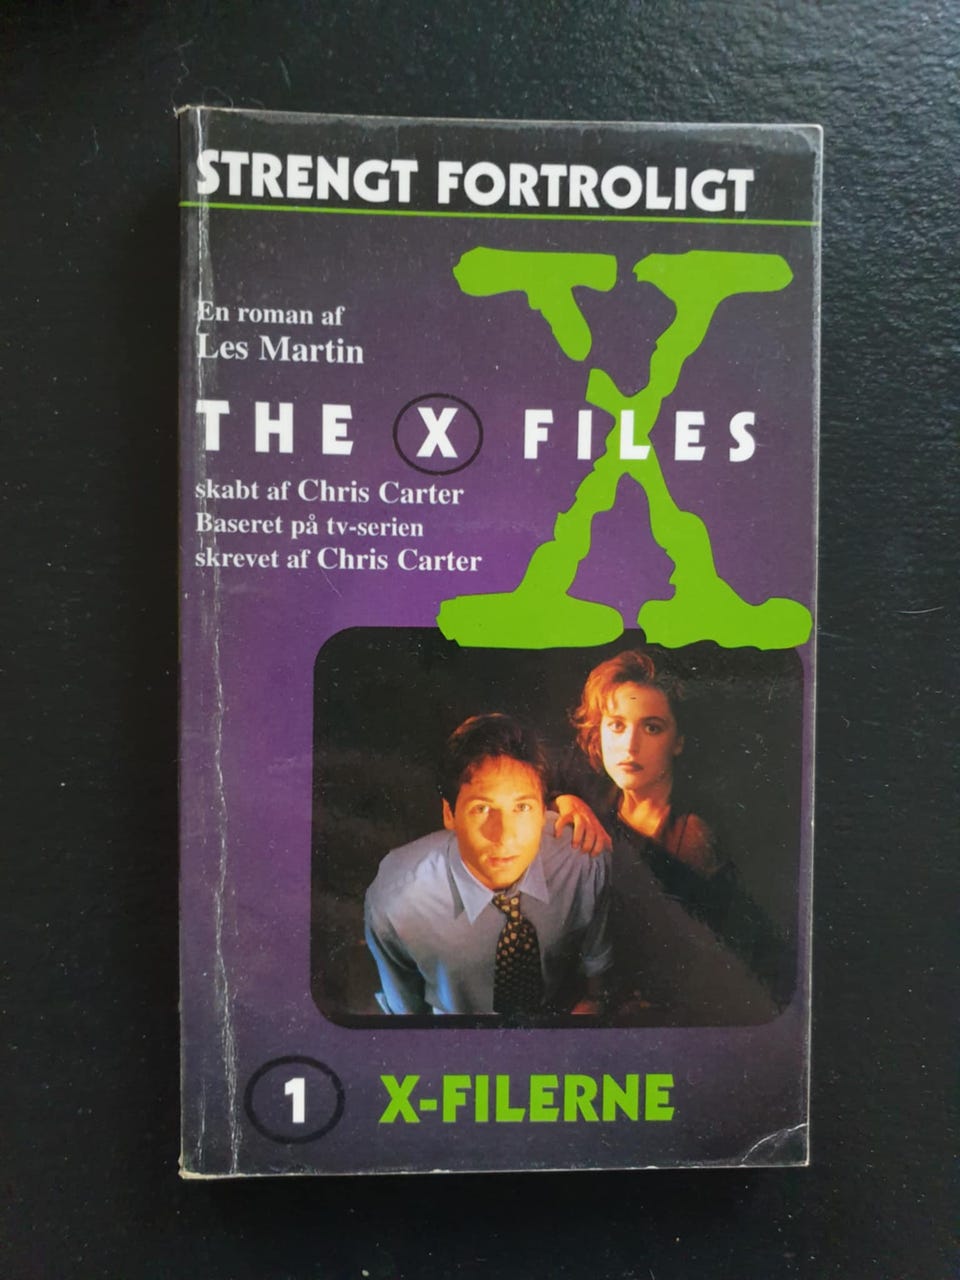 STRENGT FORTROLIGT
X
En roman af
Les Martin
THE X FILES
skabt af Chris Carter
Baseret på tv-serien
skrevet af Chris Carter
1 X-FILERNE